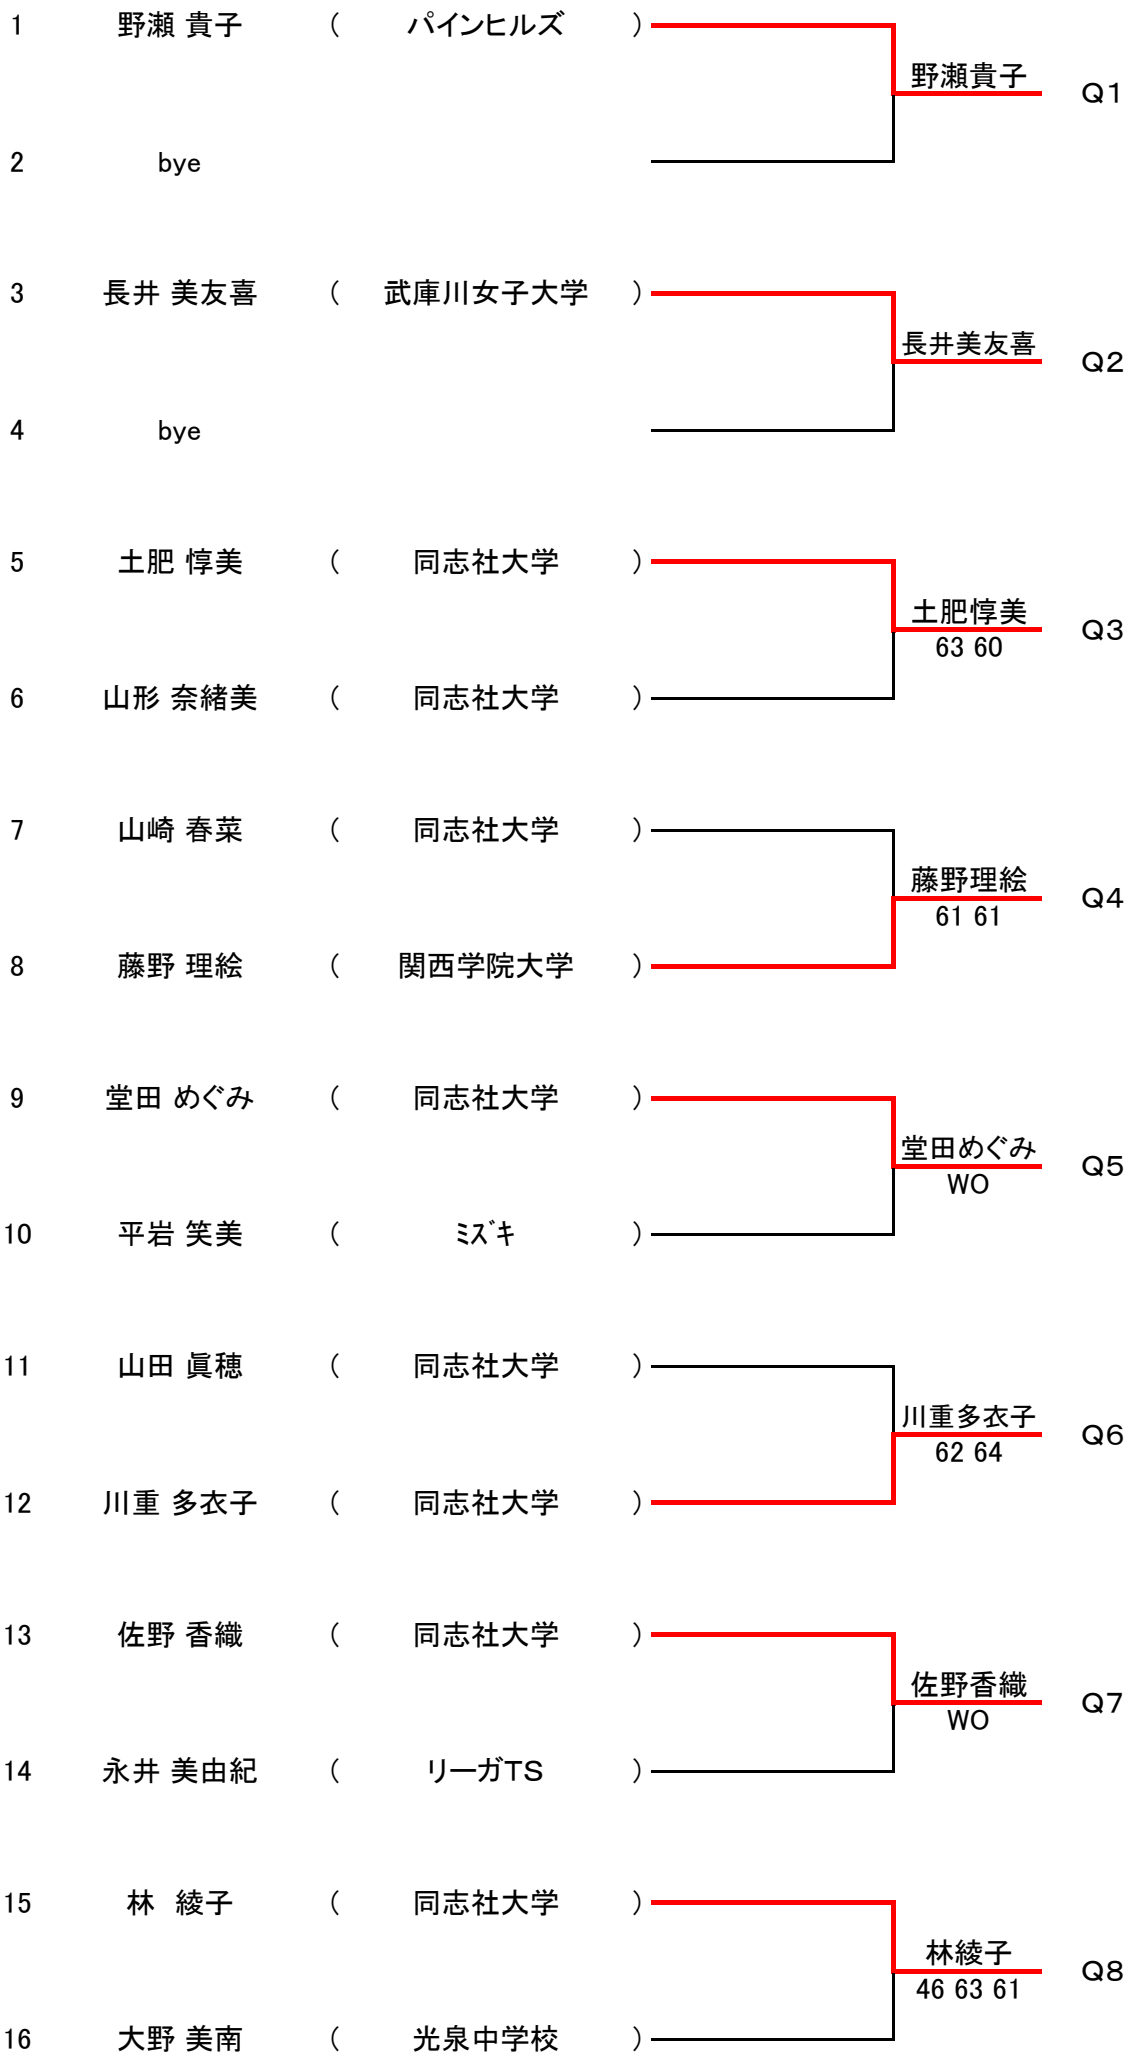 1 野瀬 貴子 ( パインヒルズ )
野瀬貴子 Q1
2 bye
3 長井 美友喜 ( 武庫川女子大学 )
長井美友喜 Q2
4 bye
5 土肥 惇美 ( 同志社大学 )
土肥惇美 Q3
63 60
6 山形 奈緒美 ( 同志社大学 )
7 山崎 春菜 ( 同志社大学 )
藤野理絵 Q4
61 61
8 藤野 理絵 ( 関西学院大学 )
9 堂田 めぐみ ( 同志社大学 )
堂田めぐみ Q5
WO
10 平岩 笑美 ( ﾐｽﾞｷ )
11 山田 眞穂 ( 同志社大学 )
川重多衣子 Q6
62 64
12 川重 多衣子 ( 同志社大学 )
13 佐野 香織 ( 同志社大学 )
佐野香織 Q7
WO
14 永井 美由紀 ( リーガTS )
15 林 綾子 ( 同志社大学 )
林綾子 Q8
46 63 61
16 大野 美南 ( 光泉中学校 )